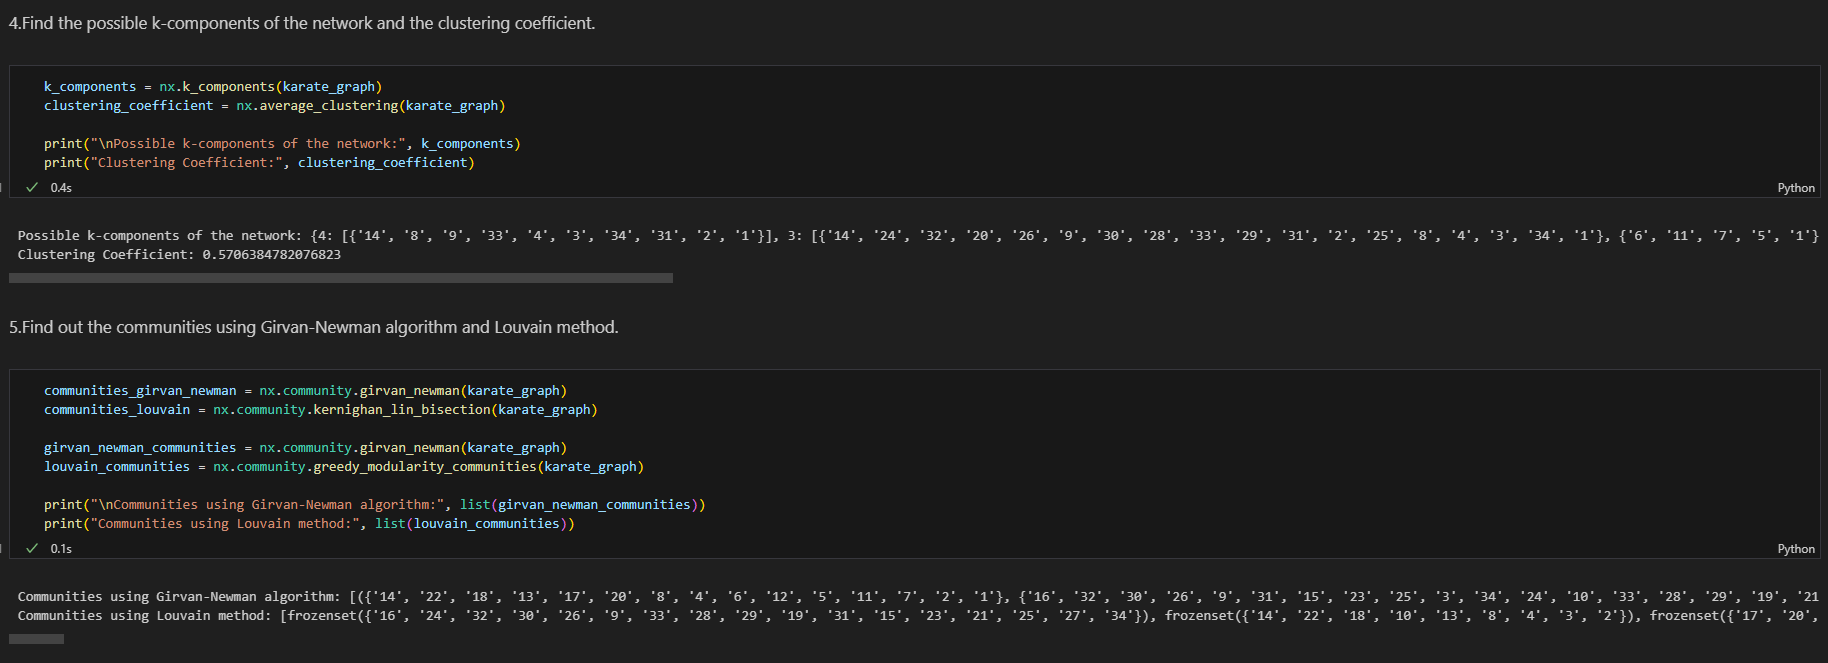 4.Find the possible k-components of the network and the clustering coefficient.
k_components = nx.k_components(karate_graph)
clustering_coefficient = nx.average_clustering(karate_graph)
print("\nPossible k-components of the network:", k_components)
print("Clustering Coefficient:", clustering_coefficient)
0.4s
Python
Possible k-components of the network: {4: [{'14', '8', '9', '33', '4', '3', '34', '31', '2', '1'}], 3: [{'14', '24', '32', '20', '26', '9', '30', '28', '33', '29', '31', '2', '25', '8', '4', '3', '34', '1'}, {'6', '11', '7', '5', '1'}
Clustering Coefficient: 0.5706384782076823
5.Find out the communities using Girvan-Newman algorithm and Louvain method.
communities_girvan_newman = nx.community.girvan_newman(karate_graph)
communities_louvain = nx.community.kernighan_lin_bisection(karate_graph)
girvan_newman_communities = nx.community.girvan_newman(karate_graph)
louvain_communities = nx.community.greedy_modularity_communities(karate_graph)
print("\nCommunities using Girvan-Newman algorithm:", list(girvan_newman_communities))
print("Communities using Louvain method:", list(louvain_communities))
0.1s
Python
Communities using Girvan-Newman algorithm: [({'14', '22', '18', '13', '17', '20', '8', '4', '6', '12', '5', '11', '7', '2', '1'}, {'16', '32', '30', '26', '9', '31', '15', '23', '25', '3', '34', '24', '10', '33', '28', '29', '19', '21
Communities using Louvain method: [frozenset({'16', '24', '32', '30', '26', '9', '33', '28', '29', '19', '31', '15', '23', '21', '25', '27', '34'}), frozenset({'14', '22', '18', '10', '13', '8', '4', '3', '2'}), frozenset({'17', '20',